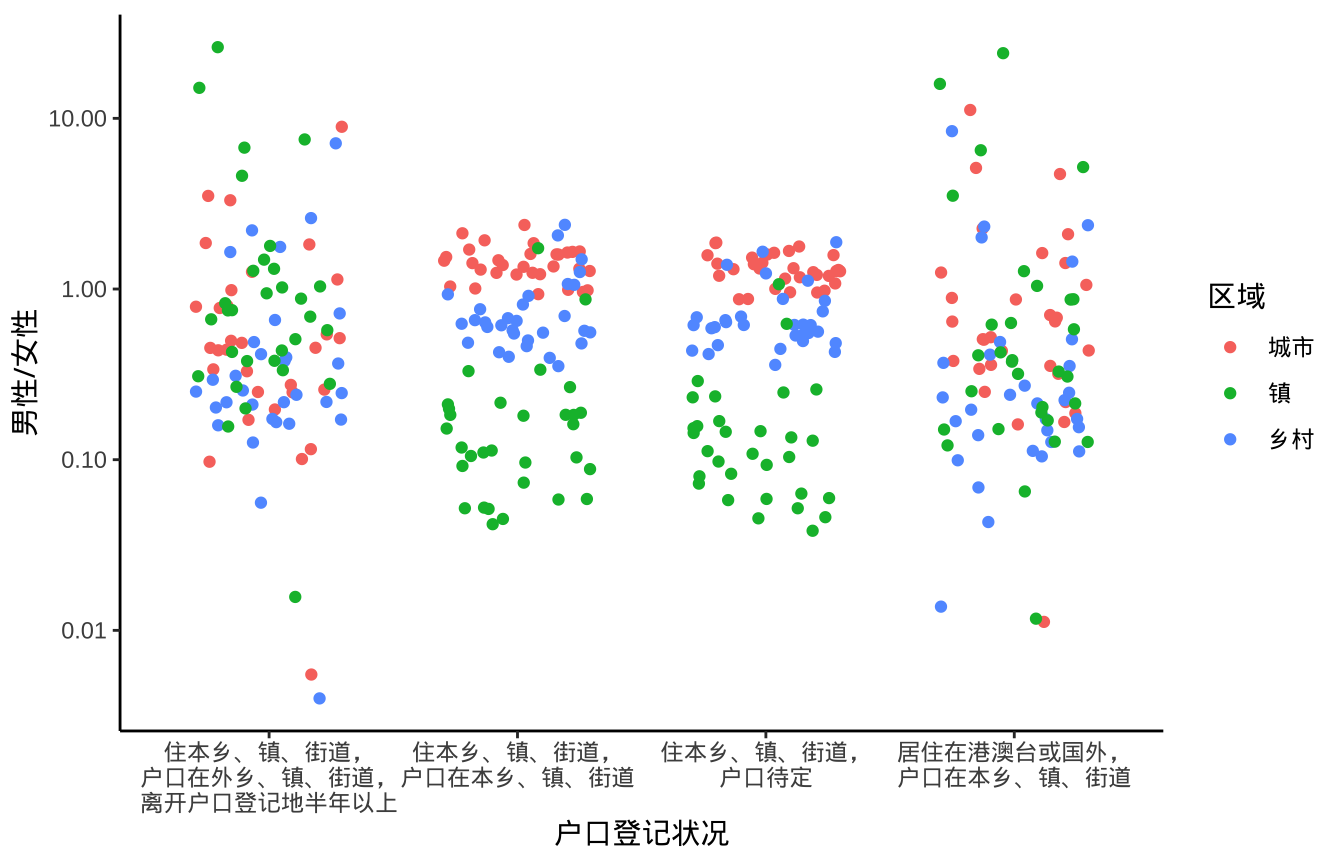 10.00
1.00
0.10
0.01
男性/女性
住本乡、镇、街道，
户口在外乡、镇、街道，
离开户口登记地半年以上
住本乡、镇、街道，
户口在本乡、镇、街道
住本乡、镇、街道，
户口待定
居住在港澳台或国外，
户口在本乡、镇、街道
户口登记状况
区域
城市
镇
乡村